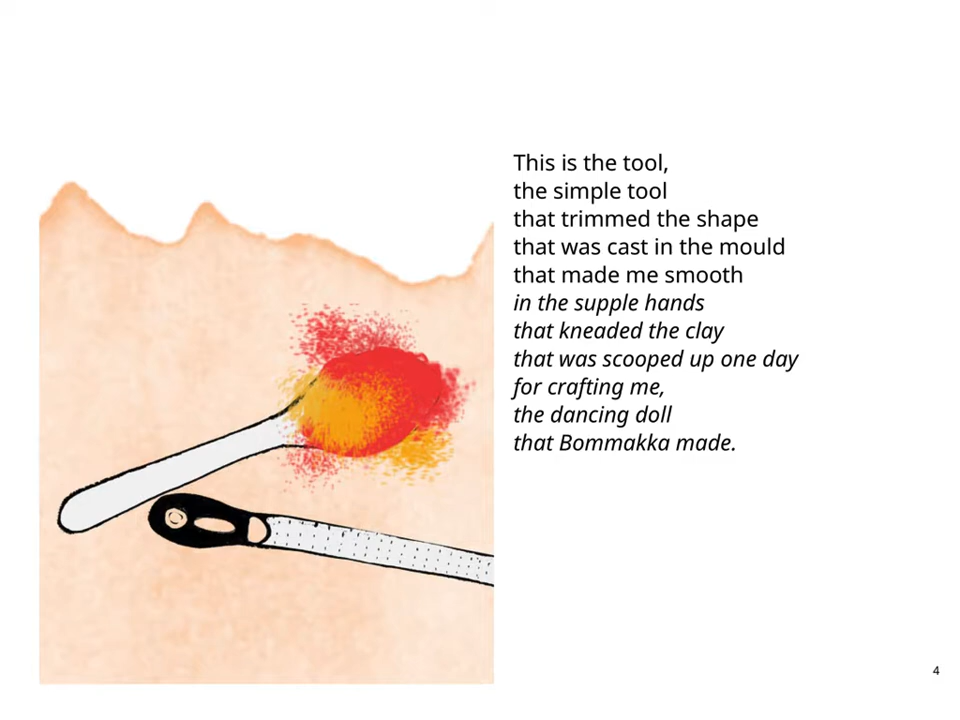 This is the tool,
the simple tool
that trimmed the shape
that was cast in the mould
that made me smooth
in the supple hands
that kneaded the clay
that was scooped up one day
for crafting me,
the dancing doll
that Bommakka made.
4